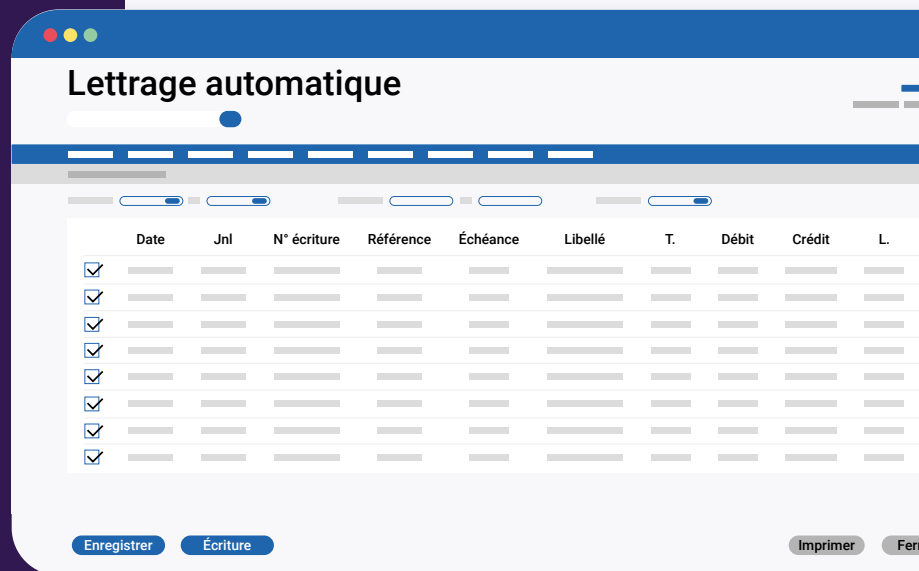 Lettrage automatique
Date Jnl N° écriture Référence Échéance Libellé T. Débit Crédit L.
Enregistrer Écriture Imprimer